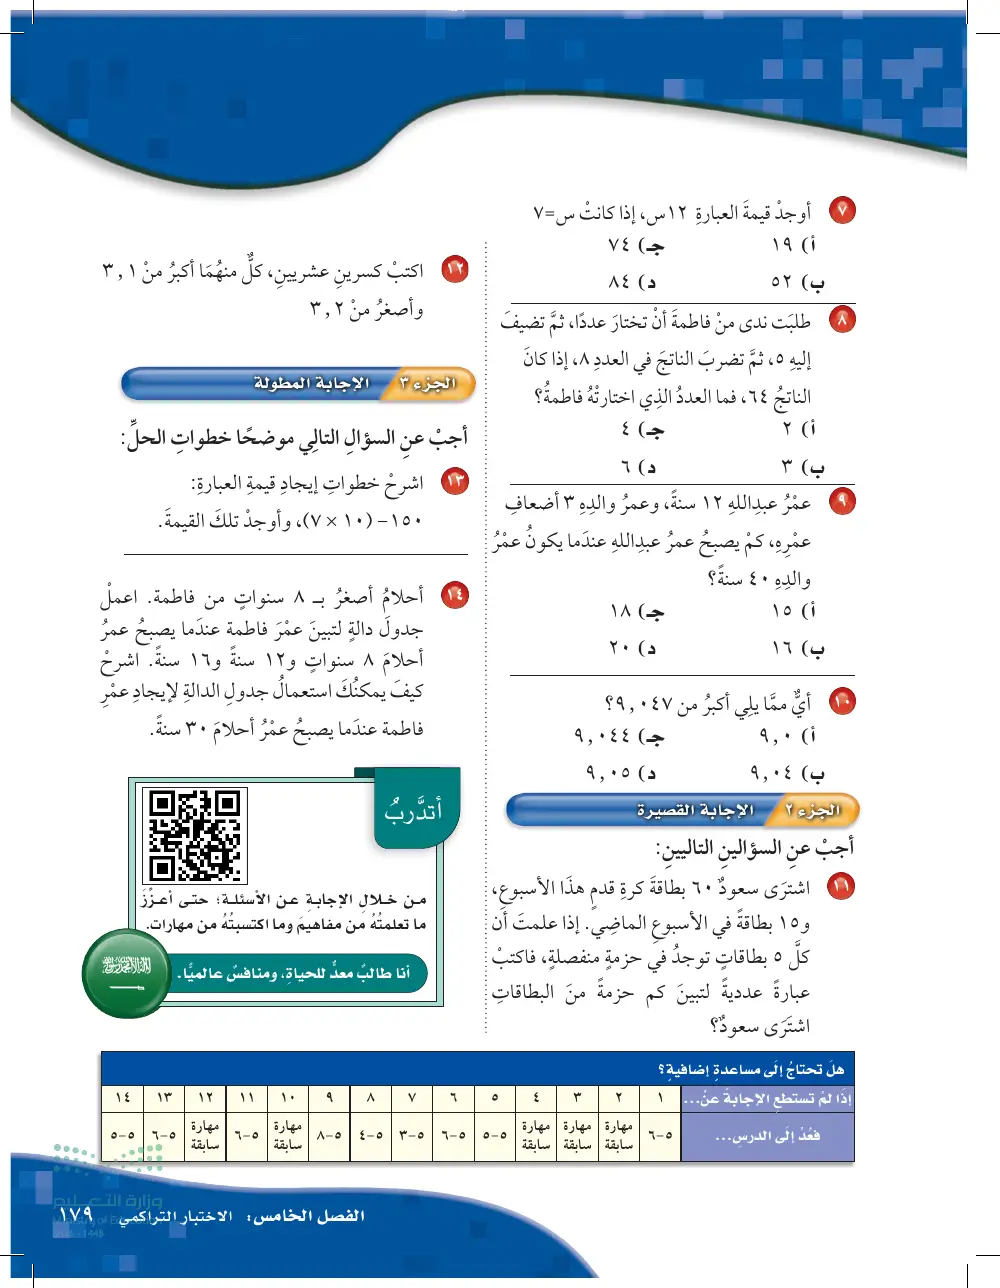 ٧ أوجدْ قيمةَ العبارةِ ١٢س، إذا كانتْ س=٧
أ) ١٩ جـ) ٧٤
ب) ٥٢ د) ٨٤
٨ طلبَت ندى منْ فاطمةَ أنْ تختارَ عددًا، ثمَّ تضيفَ
إليهِ ٥، ثمَّ تضربَ الناتجَ في العددِ ٨، إذا كانَ
الناتجُ ٦٤، فما العددُ الذِي اختارتْهُ فاطمةُ؟
أ) ٢ جـ) ٤
ب) ٣ د) ٦
٩ عمْرُ عبدِاللهِ ١٢ سنةً، وعمرُ والدِهِ ٣ أضعافِ
عمْرِهِ، كمْ يصبحُ عمرُ عبدِاللهِ عندَما يكونُ عمْرُ
والدِهِ ٤٠ سنةً؟
أ) ١٥ جـ) ١٨
ب) ١٦ د) ٢٠
١٠ أيٌّ ممَّا يلِي أكبرُ من ٩,٠٤٧؟
أ) ٩,٠ جـ) ٩,٠٤٤
ب) ٩,٠٤ د) ٩,٠٥
الجزء ٢ الإجابة القصيرة
أجبْ عنِ السؤالينِ التاليينِ:
١١ اشترَى سعودٌ ٦٠ بطاقةَ كرةِ قدمٍ هذَا الأسبوعِ،
و١٥ بطاقةً في الأسبوعِ الماضِي. إذا علمتَ أن
كلَّ ٥ بطاقاتٍ توجدُ في حزمةٍ منفصلةٍ، فاكتبْ
عبارةً عدديةً لتبينَ كم حزمةً منَ البطاقاتِ
اشترَى سعودٌ؟
١٢ اكتبْ كسرينِ عشريينِ، كلٌّ منهُمَا أكبرُ منْ ٣,١
وأصغرُ منْ ٣,٢
الجزء ٣ الإجابة المطولة
أجبْ عنِ السؤالِ التالِي موضحًا خطواتِ الحلِّ:
١٣ اشرحْ خطواتِ إيجادِ قيمةِ العبارةِ:
١٥٠ - (١٠ × ٧)، وأوجدْ تلكَ القيمةَ.
١٤ أحلامُ أصغرُ بـ ٨ سنواتٍ من فاطمة. اعملْ
جدولَ دالةٍ لتبينَ عمْرَ فاطمة عندَما يصبحُ عمرُ
أحلامَ ٨ سنواتٍ و١٢ سنةً و١٦ سنةً. اشرحْ
كيفَ يمكنُكَ استعمالُ جدولِ الدالةِ لإيجادِ عمْرِ
فاطمة عندَما يصبحُ عمْرُ أحلامَ ٣٠ سنةً.
أتدَّربُ
من خلالِ الإجابةِ عن الأسئلة؛ حتى أعزِّزَ
ما تعلمتُهُ من مفاهيمَ وما اكتسبتُهُ من مهارات.
أنا طالبٌ معدٌّ للحياةِ، ومنافسٌ عالميًّا.
هلَ تحتاجُ إلَى مساعدةٍ إضافيةٍ؟
إذَا لمْ تستطعِ الإجابةَ عنْ... ١ ٢ ٣ ٤ ٥ ٦ ٧ ٨ ٩ ١٠ ١١ ١٢ ١٣ ١٤
فعُدْ إلَى الدرسِ... ٥-٦ مهارة سابقة مهارة سابقة مهارة سابقة ٥-٥ ٥-٦ ٥-٣ ٥-٤ ٥-٨ مهارة سابقة ٥-٦ مهارة سابقة ٥-٦ ٥-٥
وزارة التعليم
Ministry of Education
الفصل الخامس: الاختبار التراكمي ١٧٩